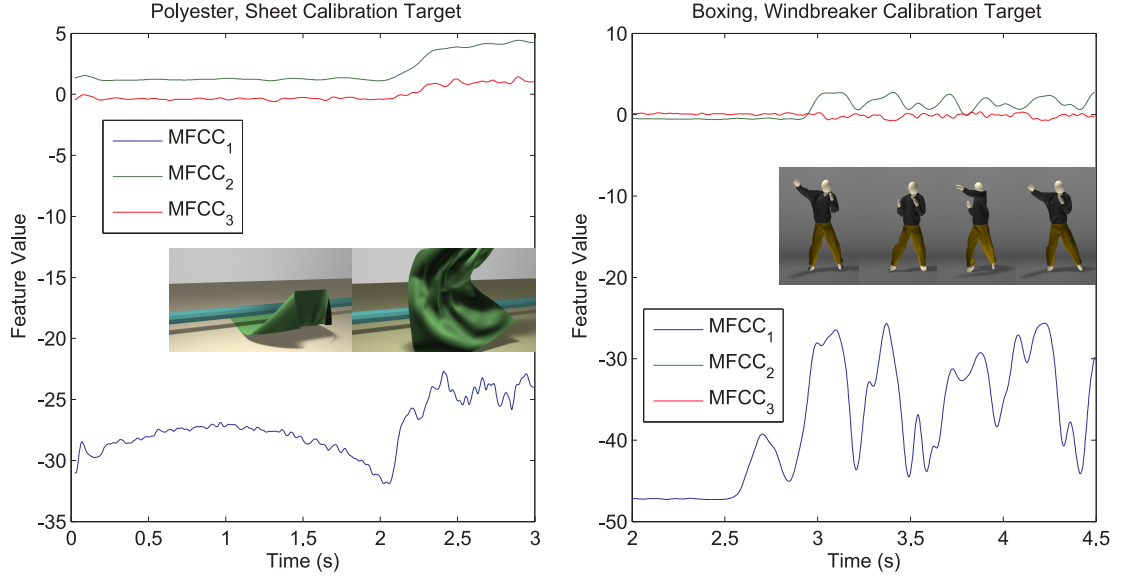 Polyester, Sheet Calibration Target
5
0
5
-10
-15
-20
-25
-30
-35
Feature Value
0
0.5
1
1.5
2
2.5
3
Time (s)
MFCC1
MFCC2
MFCC3
Boxing, Windbreaker Calibration Target
10
0
-10
-20
-30
-40
-50
Feature Value
2
2.5
3
3.5
4
4.5
Time (s)
MFCC1
MFCC2
MFCC3